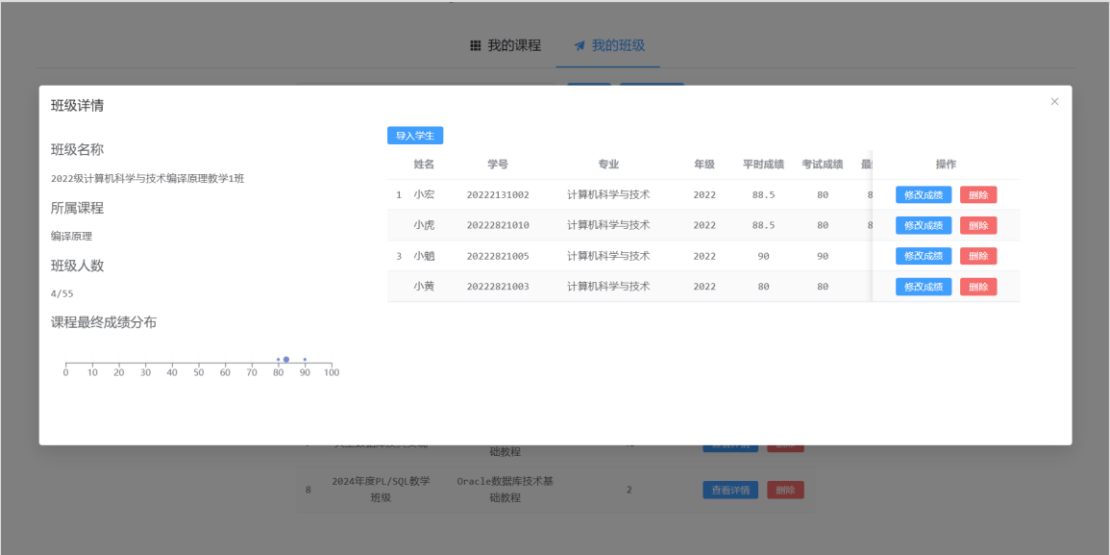 我的课程 我的班级
班级详情
班级名称
2022级计算机科学与技术编译原理教学1班
所属课程
编译原理
班级人数
4/55
课程最终成绩分布
0 10 20 30 40 50 60 70 80 90 100
导入学生
姓名 学号 专业 年级 平时成绩 考试成绩 操作
1 小宏 20222131002 计算机科学与技术 2022 88.5 80 8 修改成绩 删除
小虎 20222821010 计算机科学与技术 2022 88.5 80 8 修改成绩 删除
3 小魈 20222821005 计算机科学与技术 2022 90 90 修改成绩 删除
小黄 20222821003 计算机科学与技术 2022 80 80 修改成绩 删除
础教程
8 2024年度PL/SQL教学 Oracle数据库技术基 2 查看详情 删除
班级 础教程